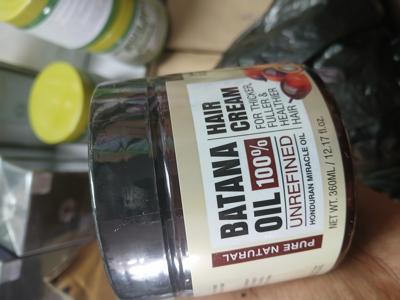 BATANA
OIL 100%
UNREFINED
HONDURAN MIRACLE OIL
HAIR
CREAM
FOR THICKER,
FULLER &
HEALTHIER
HAIR
NET WT. 360ML / 12.17 fl.oz.
PURE NATURAL